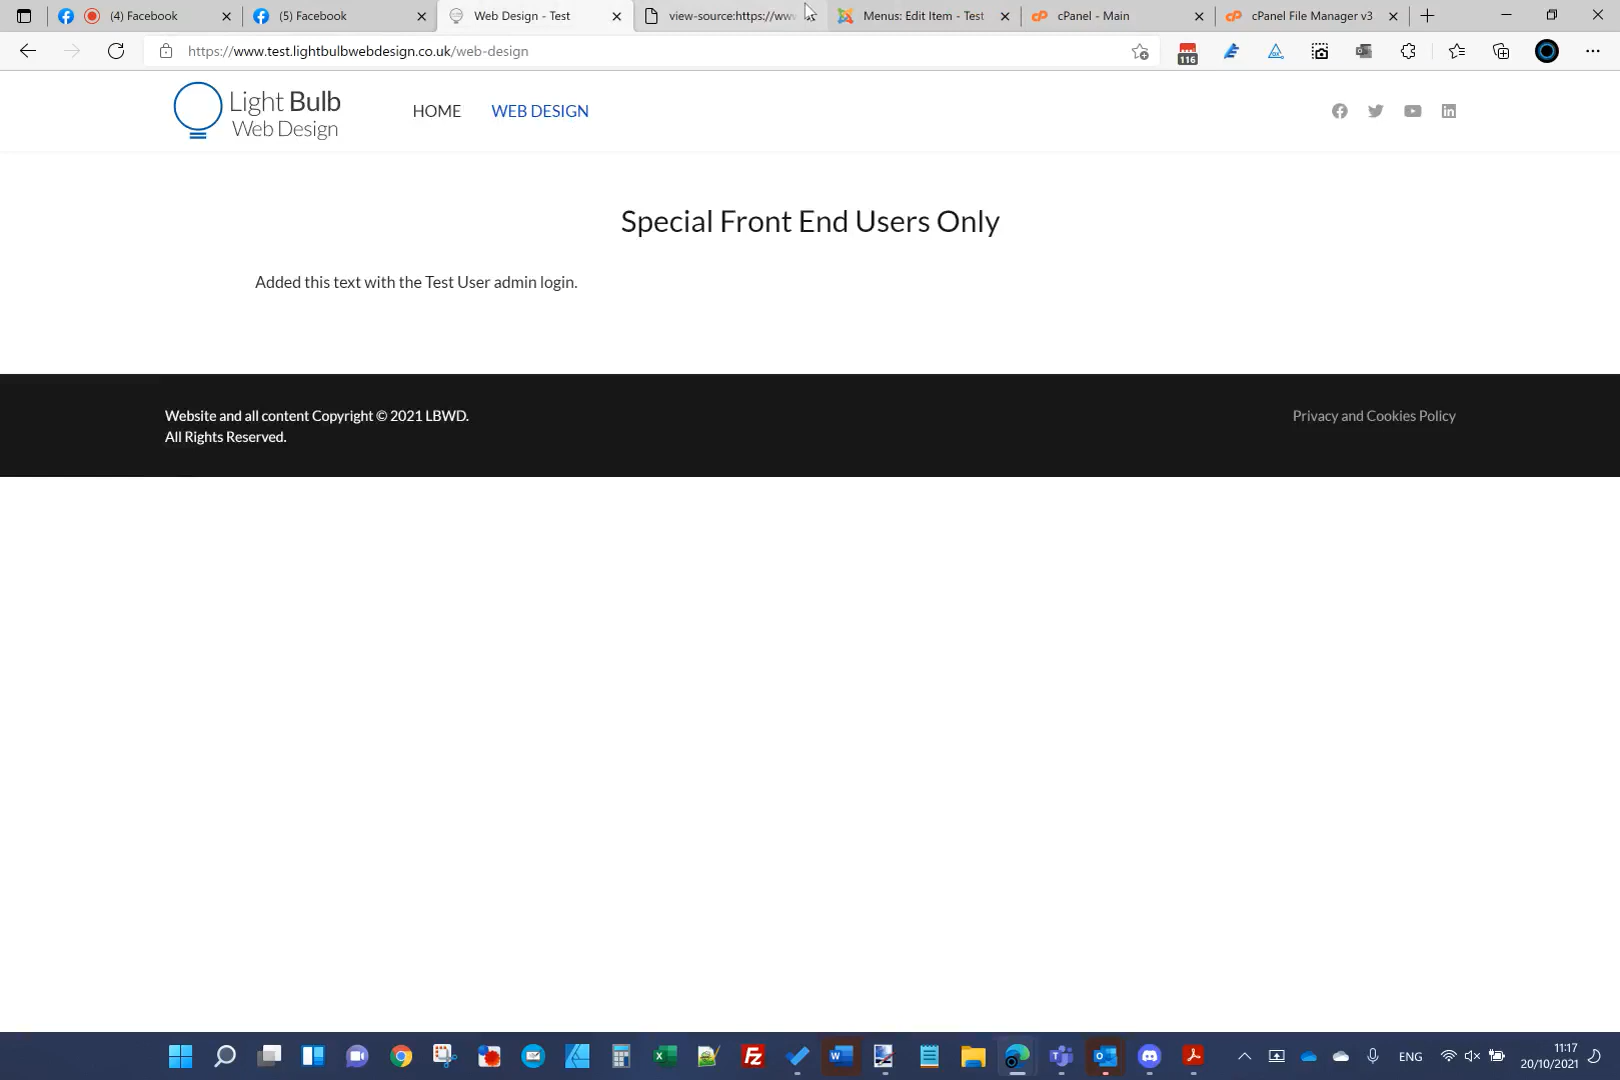 (4) Facebook
(5) Facebook
Web Design - Test
view-source:https://www
Menus: Edit Item - Test
cPanel - Main
cPanel File Manager v3
https://www.test.lightbulbwebdesign.co.uk/web-design
116
Light Bulb
Web Design
HOME
WEB DESIGN
Special Front End Users Only
Added this text with the Test User admin login.
Website and all content Copyright © 2021 LBWD.
All Rights Reserved.
Privacy and Cookies Policy
ENG
11:17
20/10/2021